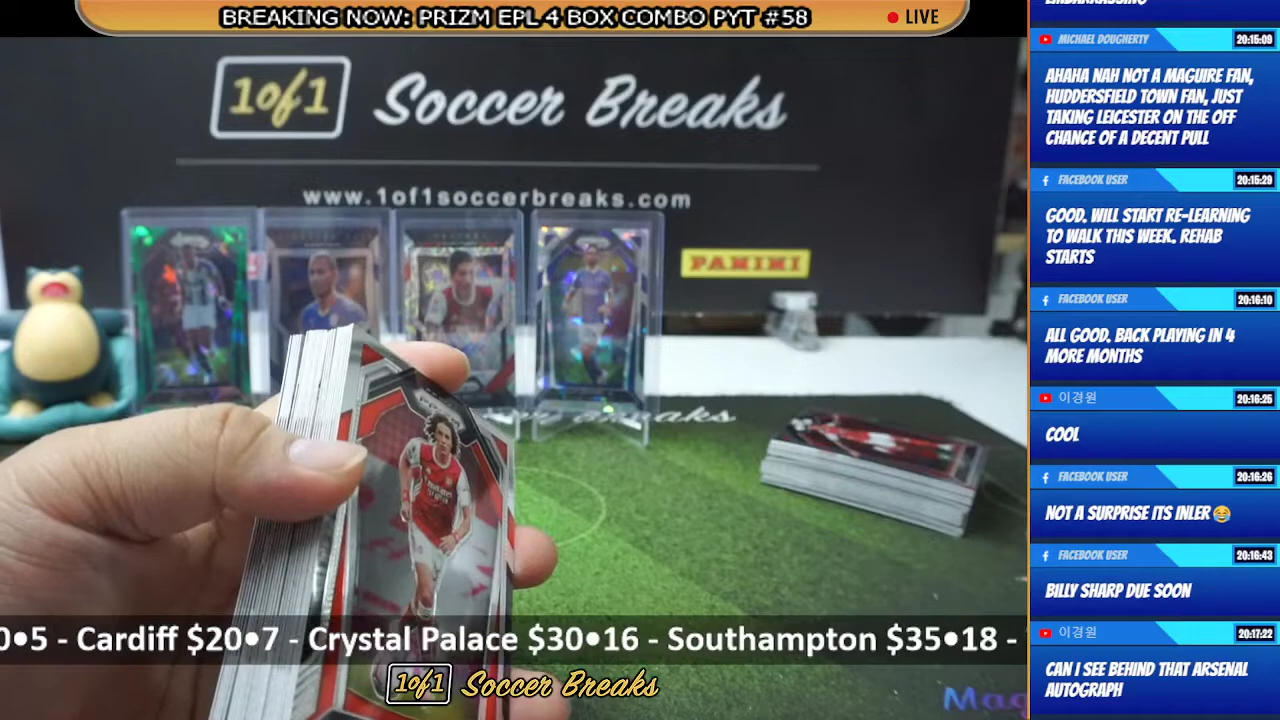 BREAKING NOW: PRIZM EPL 4 BOX COMBO PYT #58
LIVE
1of1 Soccer Breaks
www.1of1soccerbreaks.com
PANINI
0•5 - Cardiff $20•7 - Crystal Palace $30•16 - Southampton $35•18 -
1of1 Soccer Breaks
MICHAEL DOUGHERTY
20:15:09
AHAHA NAH NOT A MAGUIRE FAN,
HUDDERSFIELD TOWN FAN, JUST
TAKING LEICESTER ON THE OFF
CHANCE OF A DECENT PULL
FACEBOOK USER
20:15:29
GOOD. WILL START RE-LEARNING
TO WALK THIS WEEK. REHAB
STARTS
FACEBOOK USER
20:16:10
ALL GOOD. BACK PLAYING IN 4
MORE MONTHS
이경원
20:16:25
COOL
FACEBOOK USER
20:16:26
NOT A SURPRISE ITS INLER 😂
FACEBOOK USER
20:16:43
BILLY SHARP DUE SOON
이경원
20:17:22
CAN I SEE BEHIND THAT ARSENAL
AUTOGRAPH